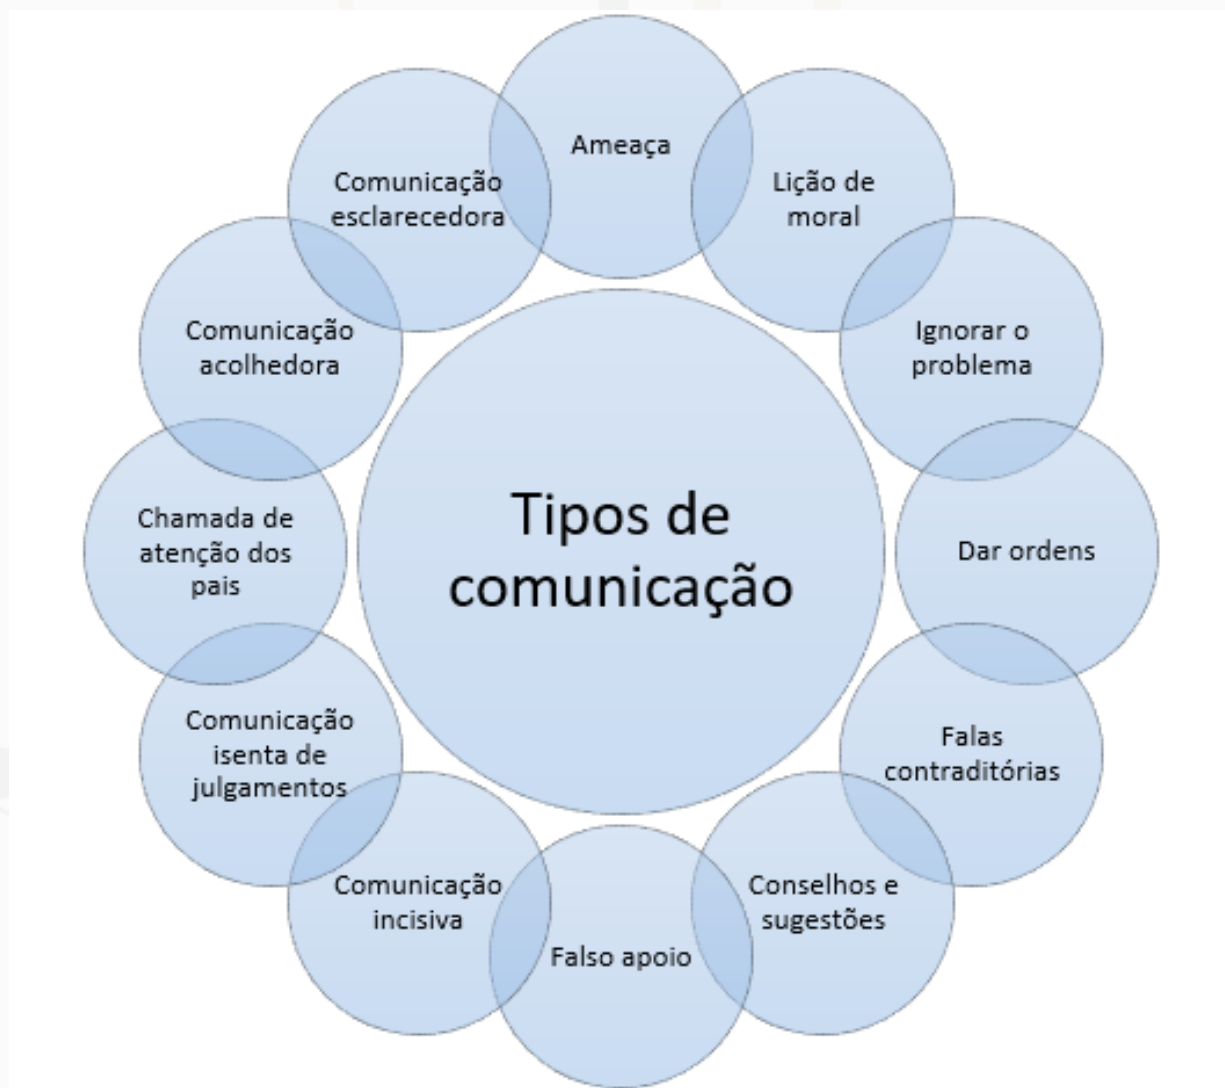 Tipos de
comunicação
Ameaça
Lição de
moral
Ignorar o
problema
Dar ordens
Falas
contraditórias
Conselhos e
sugestões
Falso apoio
Comunicação
incisiva
Comunicação
isenta de
julgamentos
Chamada de
atenção dos
pais
Comunicação
acolhedora
Comunicação
esclarecedora